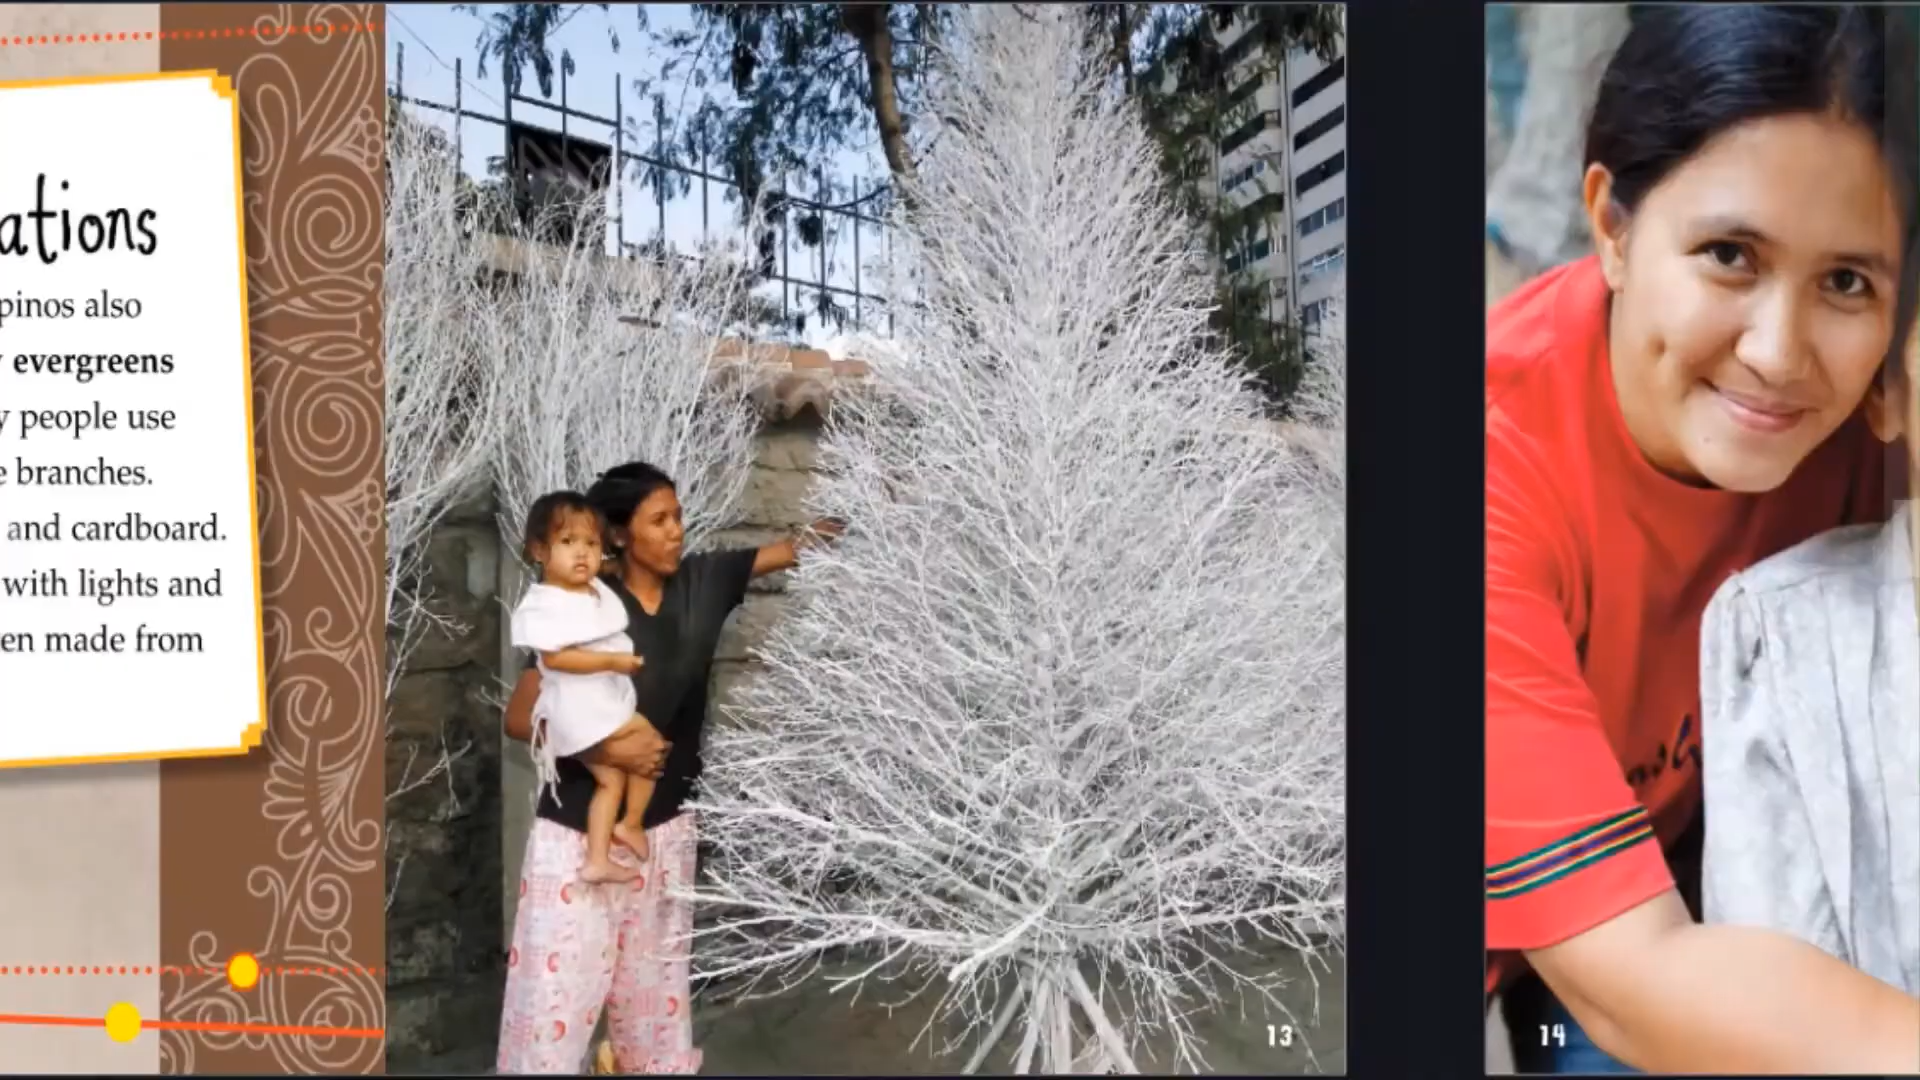 ations
pinos also
evergreens
y people use
e branches.
and cardboard.
with lights and
en made from
13
14